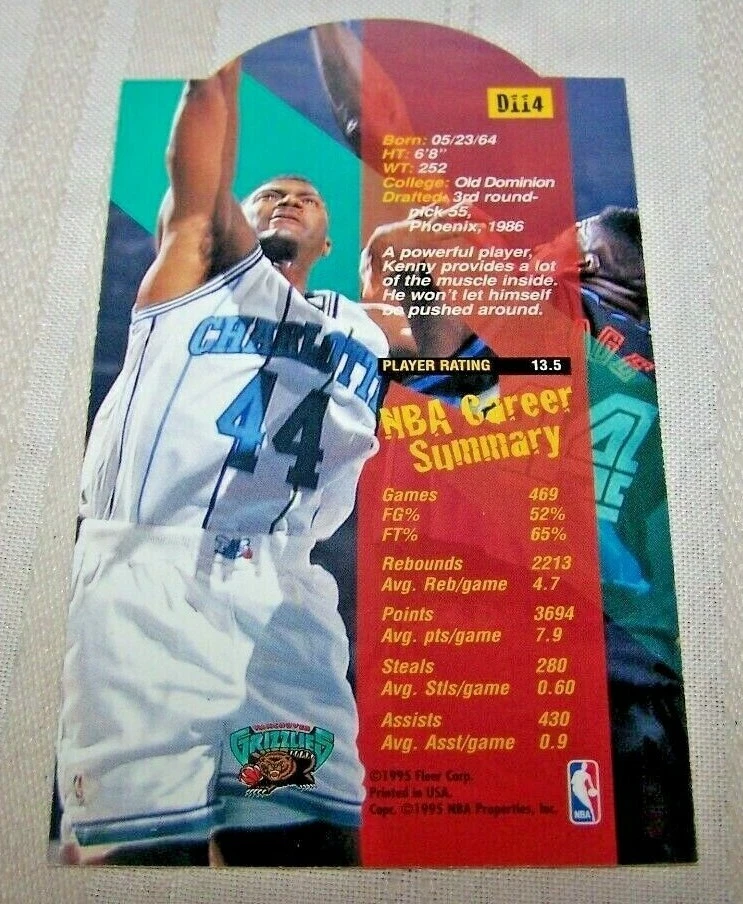 D114
Born: 05/23/64
HT: 6'8"
WT: 252
College: Old Dominion
Drafted: 3rd round-
pick 55,
Phoenix, 1986
A powerful player,
Kenny provides a lot
of the muscle inside.
He won't let himself
be pushed around.
CHARLOTTE
44
PLAYER RATING 13.5
NBA Career
Summary
Games 469
FG% 52%
FT% 65%
Rebounds 2213
Avg. Reb/game 4.7
Points 3694
Avg. pts/game 7.9
Steals 280
Avg. Stls/game 0.60
Assists 430
Avg. Asst/game 0.9
VANCOUVER
GRIZZLIES
©1995 Fleer Corp.
Printed in USA.
Copr. ©1995 NBA Properties, Inc.
NBA